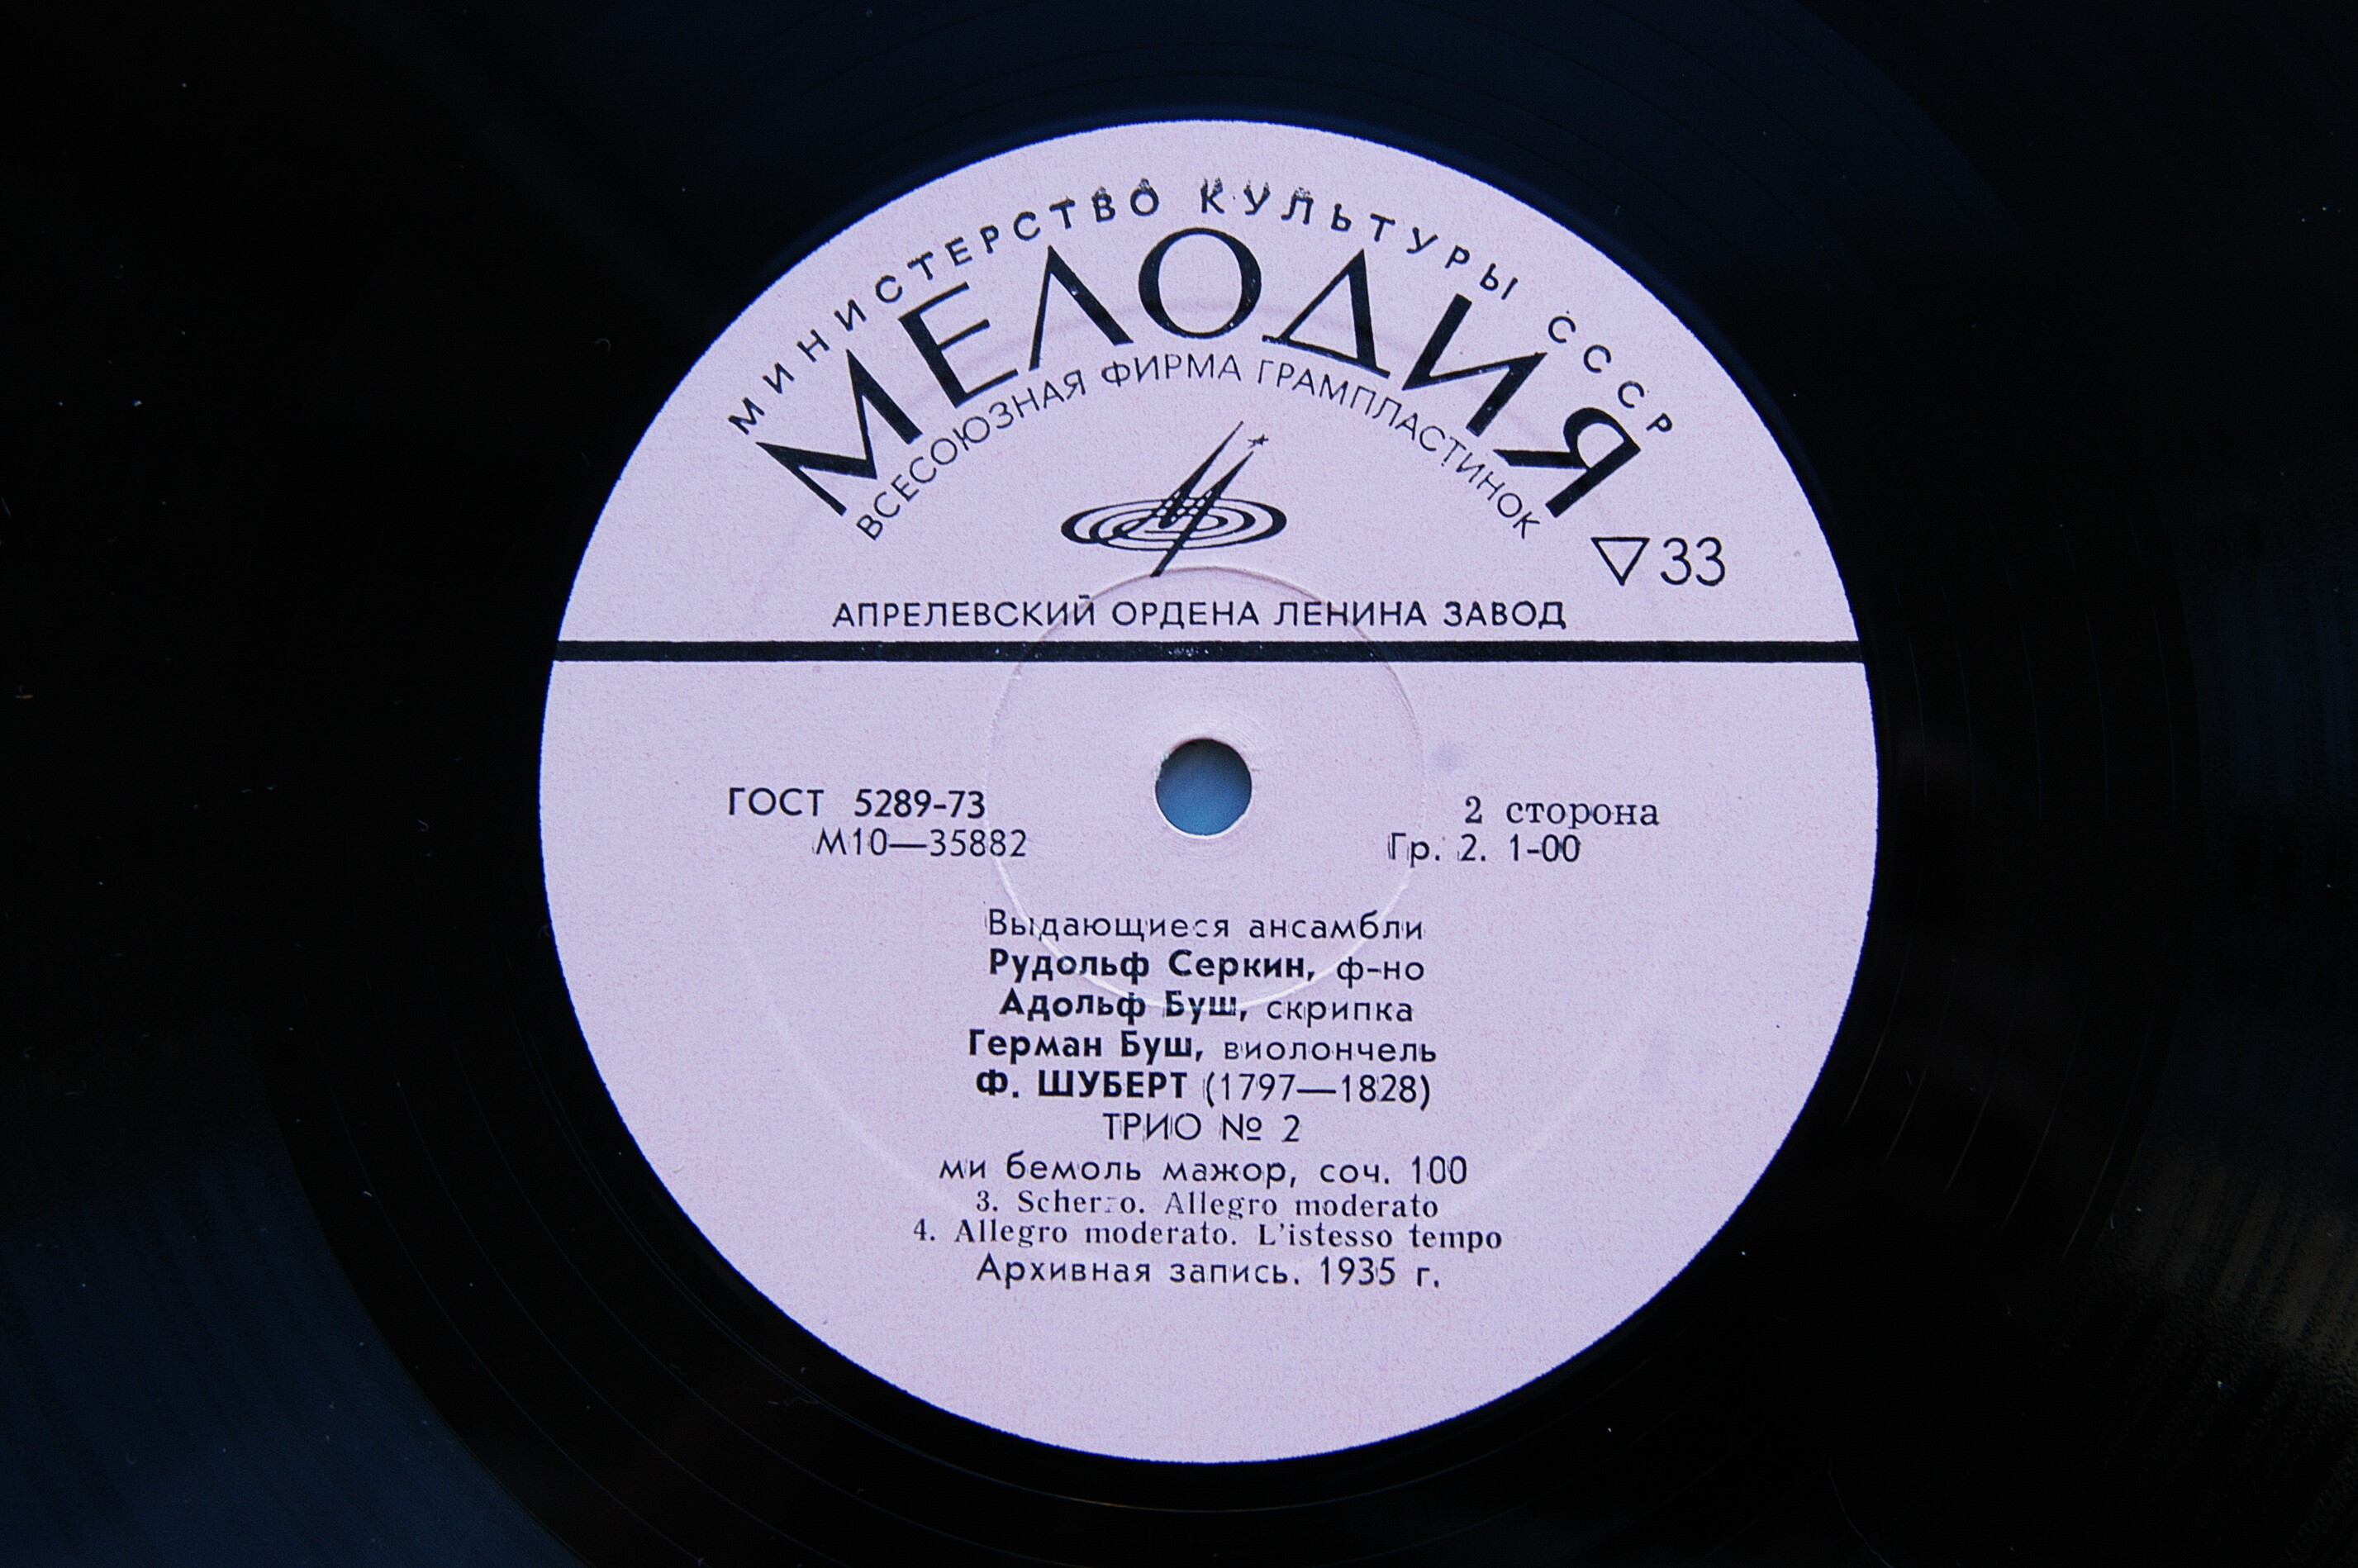 МИНИСТЕРСТВО КУЛЬТУРЫ СССР
МЕЛОДИЯ
ВСЕСОЮЗНАЯ ФИРМА ГРАМПЛАСТИНОК
33
АПРЕЛЕВСКИЙ ОРДЕНА ЛЕНИНА ЗАВОД
ГОСТ 5289-73
2 сторона
М10—35882
Гр. 2. 1-00
Выдающиеся ансамбли
Рудольф Серкин, ф-но
Адольф Буш, скрипка
Герман Буш, виолончель
Ф. ШУБЕРТ (1797—1828)
ТРИО № 2
ми бемоль мажор, соч. 100
3. Scherzo. Allegro moderato
4. Allegro moderato. L'istesso tempo
Архивная запись. 1935 г.